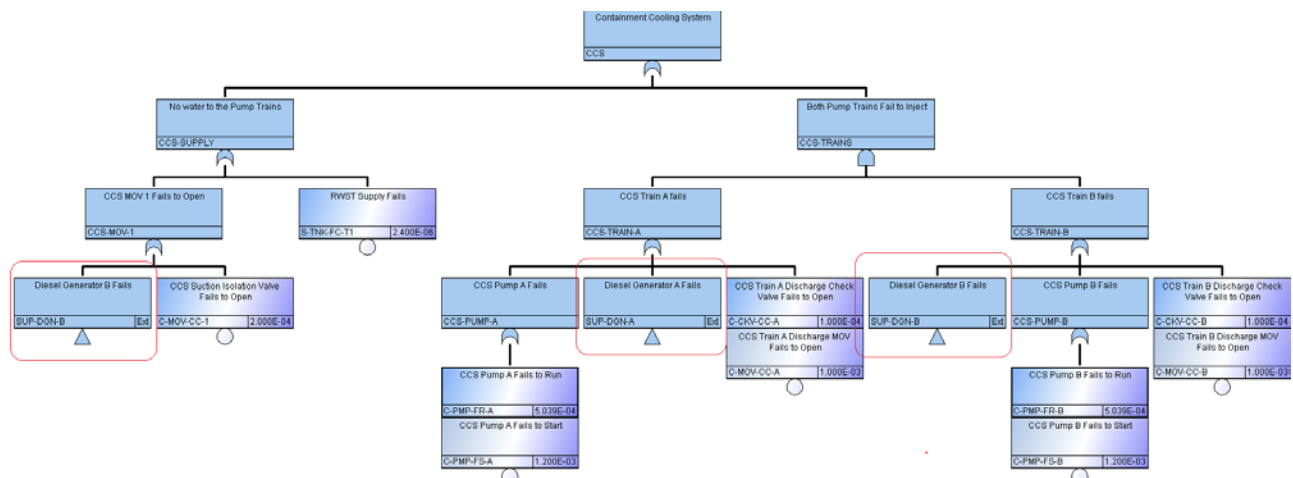 Containment Cooling System
CCS
No water to the Pump Trains
CCS-SUPPLY
Both Pump Trains Fail to Inject
CCS-TRAINS
CCS MOV 1 Fails to Open
CCS-MOV-1
RWST Supply Fails
S-TNK-FC-T1 2.400E-06
CCS Train A fails
CCS-TRAIN-A
CCS Train B fails
CCS-TRAIN-B
Diesel Generator B Fails
SUP-DGN-B Ext
CCS Suction Isolation Valve
Fails to Open
C-MOV-CC-1 2.000E-04
CCS Pump A Fails
CCS-PUMP-A
Diesel Generator A Fails
SUP-DGN-A Ext
CCS Train A Discharge Check
Valve Fails to Open
C-CKV-CC-A 1.000E-04
CCS Train A Discharge MOV
Fails to Open
C-MOV-CC-A 1.000E-03
Diesel Generator B Fails
SUP-DGN-B Ext
CCS Pump B Fails
CCS-PUMP-B
CCS Train B Discharge Check
Valve Fails to Open
C-CKV-CC-B 1.000E-04
CCS Train B Discharge MOV
Fails to Open
C-MOV-CC-B 1.000E-03
CCS Pump A Fails to Run
C-PMP-FR-A 5.039E-04
CCS Pump A Fails to Start
C-PMP-FS-A 1.200E-03
CCS Pump B Fails to Run
C-PMP-FR-B 5.039E-04
CCS Pump B Fails to Start
C-PMP-FS-B 1.200E-03